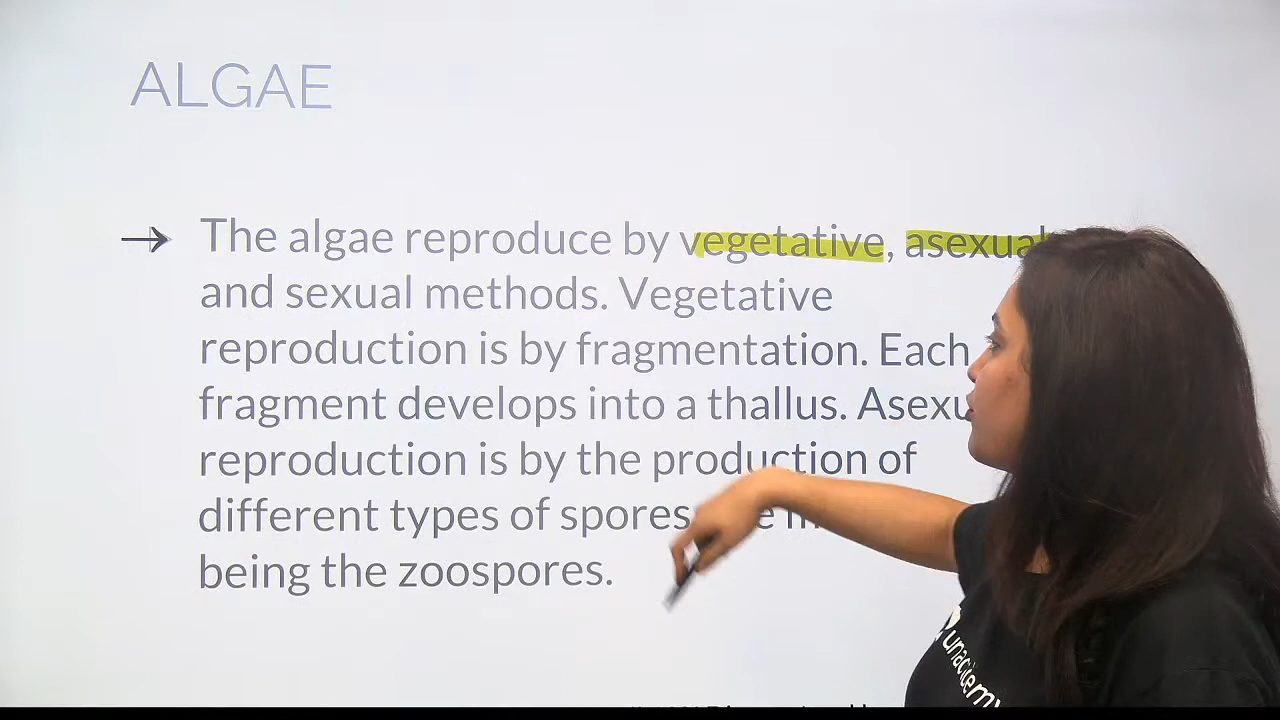 ALGAE
→ The algae reproduce by vegetative, asexual
and sexual methods. Vegetative
reproduction is by fragmentation. Each
fragment develops into a thallus.
reproduction is by the production of
different types of spores
being the zoospores.
unacademy